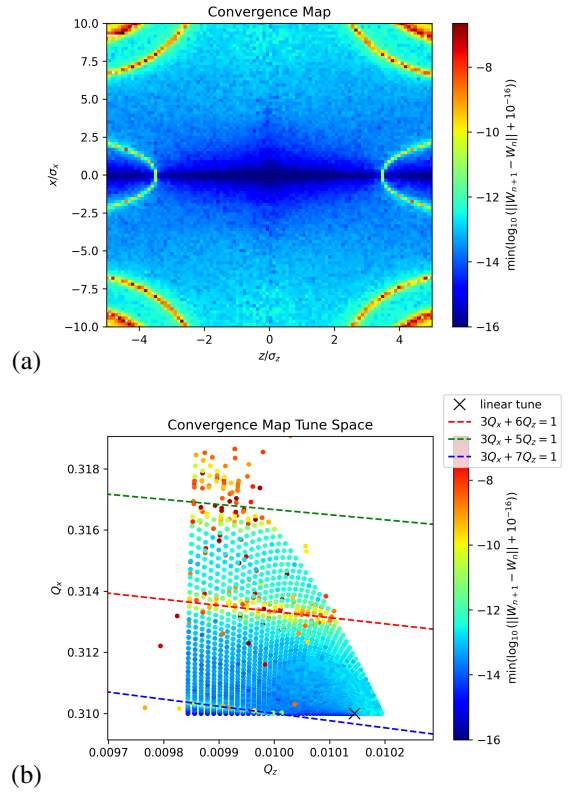 Convergence Map
10.0
7.5
5.0
2.5
0.0
−2.5
−5.0
−7.5
−10.0
x/σx
−4
−2
0
2
4
z/σz
−8
−10
−12
−14
−16
min(log10 (||Wn+1 − Wn|| + 10−16))
(a)
linear tune
3Qx + 6Qz = 1
3Qx + 5Qz = 1
3Qx + 7Qz = 1
Convergence Map Tune Space
0.318
0.316
0.314
0.312
0.310
Qx
0.0097
0.0098
0.0099
0.0100
0.0101
0.0102
Qz
−10
−12
−14
−16
min(log10 (||Wn+1 − Wn|| + 10−16))
(b)